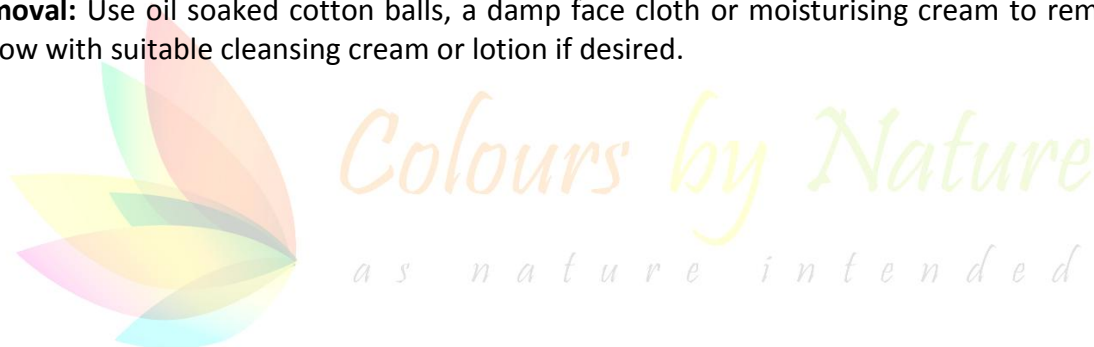 moval: Use oil soaked cotton balls, a damp face cloth or moisturising cream to rem
ow with suitable cleansing cream or lotion if desired.
Colours by Nature
as nature intended